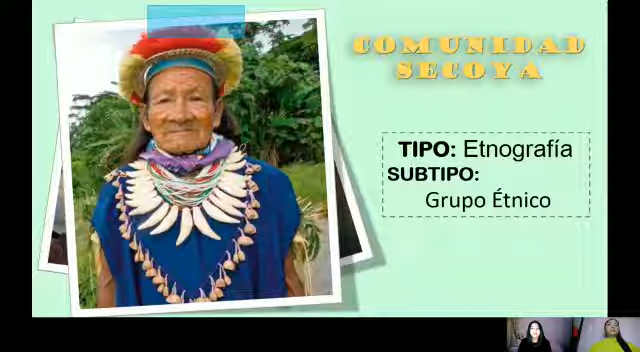 COMUNIDAD
SECOYA
TIPO: Etnografía
SUBTIPO:
Grupo Étnico